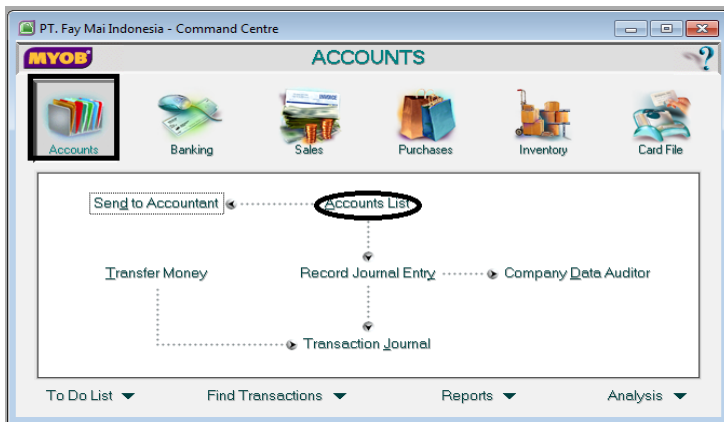 PT. Fay Mai Indonesia - Command Centre
MYOB ACCOUNTS ?
Accounts Banking Sales Purchases Inventory Card File
Send to Accountant Accounts List
Transfer Money Record Journal Entry Company Data Auditor
Transaction Journal
To Do List Find Transactions Reports Analysis